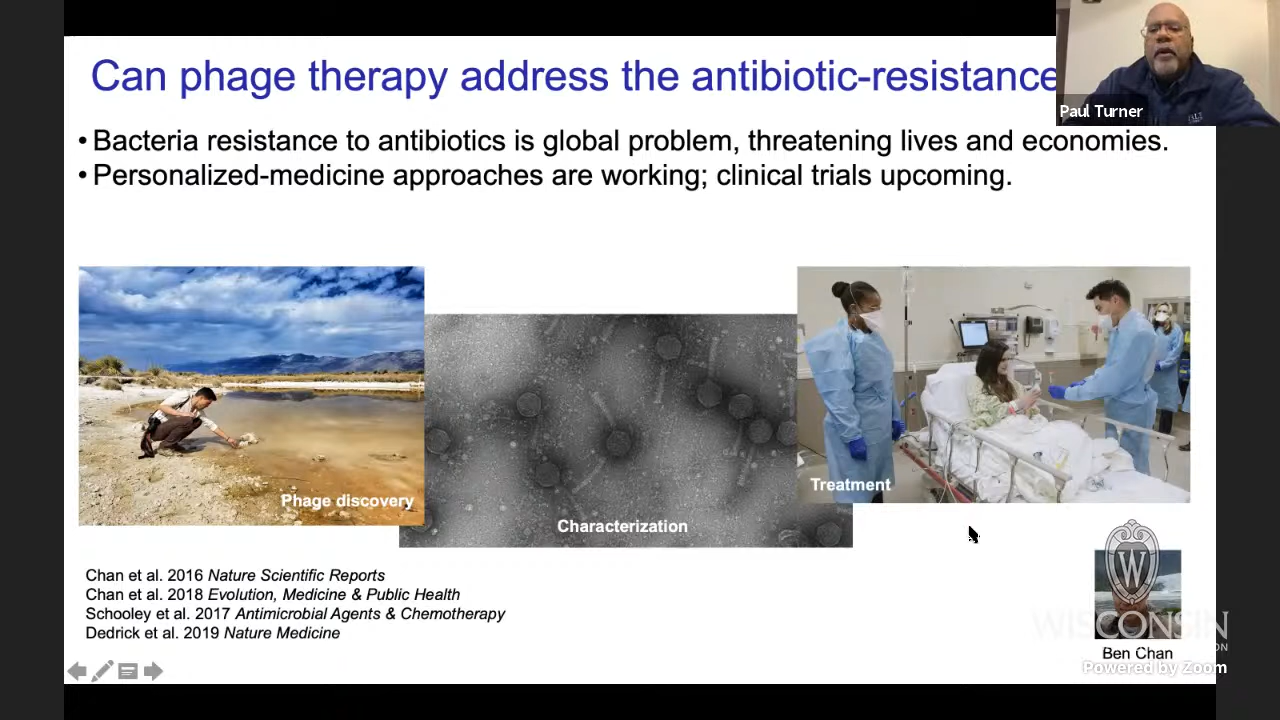 Can phage therapy address the antibiotic-resistance
Paul Turner
• Bacteria resistance to antibiotics is global problem, threatening lives and economies.
• Personalized-medicine approaches are working; clinical trials upcoming.
Phage discovery
Characterization
Treatment
Chan et al. 2016 Nature Scientific Reports
Chan et al. 2018 Evolution, Medicine & Public Health
Schooley et al. 2017 Antimicrobial Agents & Chemotherapy
Dedrick et al. 2019 Nature Medicine
W
WISCONSIN
Ben Chan
Powered by Zoom